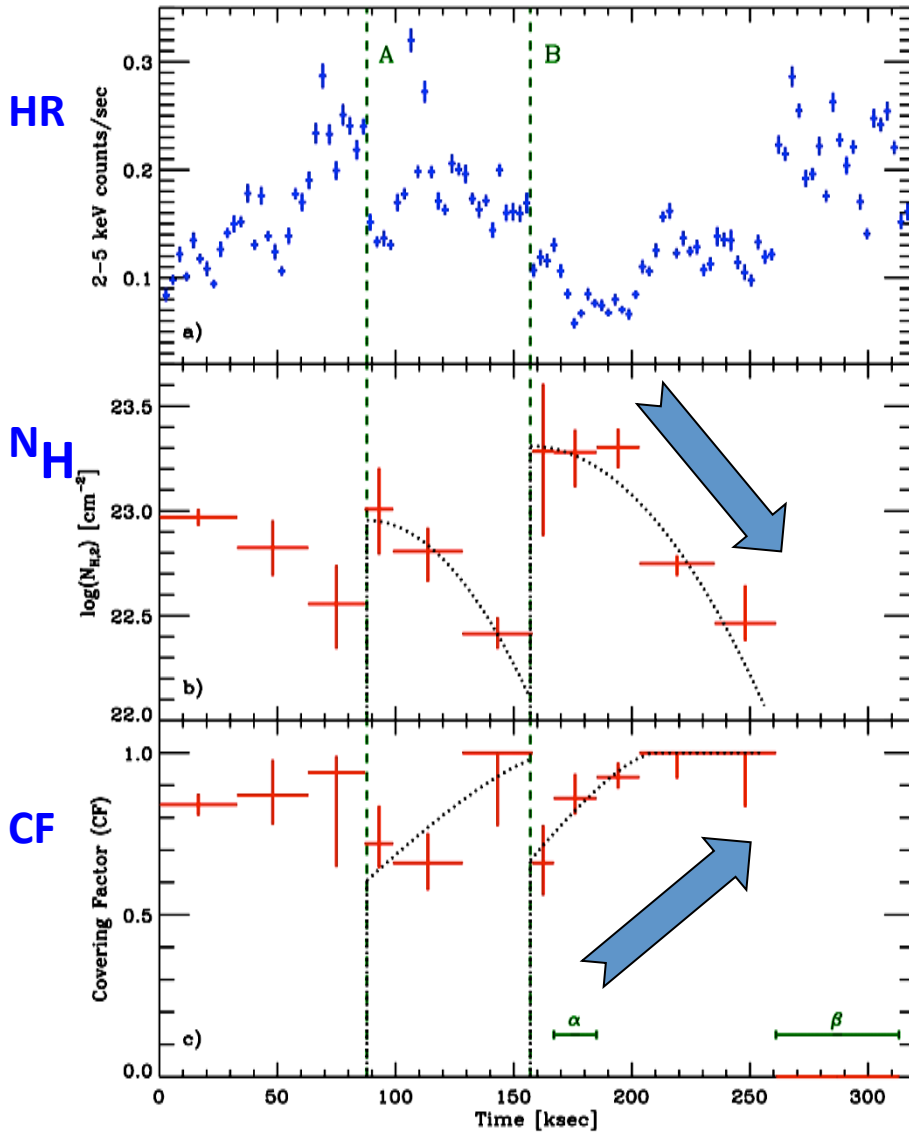 HR
2-5 keV counts/sec
0.3
0.2
0.1
A
B
a)
NH
log(NH,2) [cm-2]
23.5
23.0
22.5
22.0
b)
CF
Covering Factor (CF)
1.0
0.5
0.0
c)
α
β
0 50 100 150 200 250 300
Time [ksec]